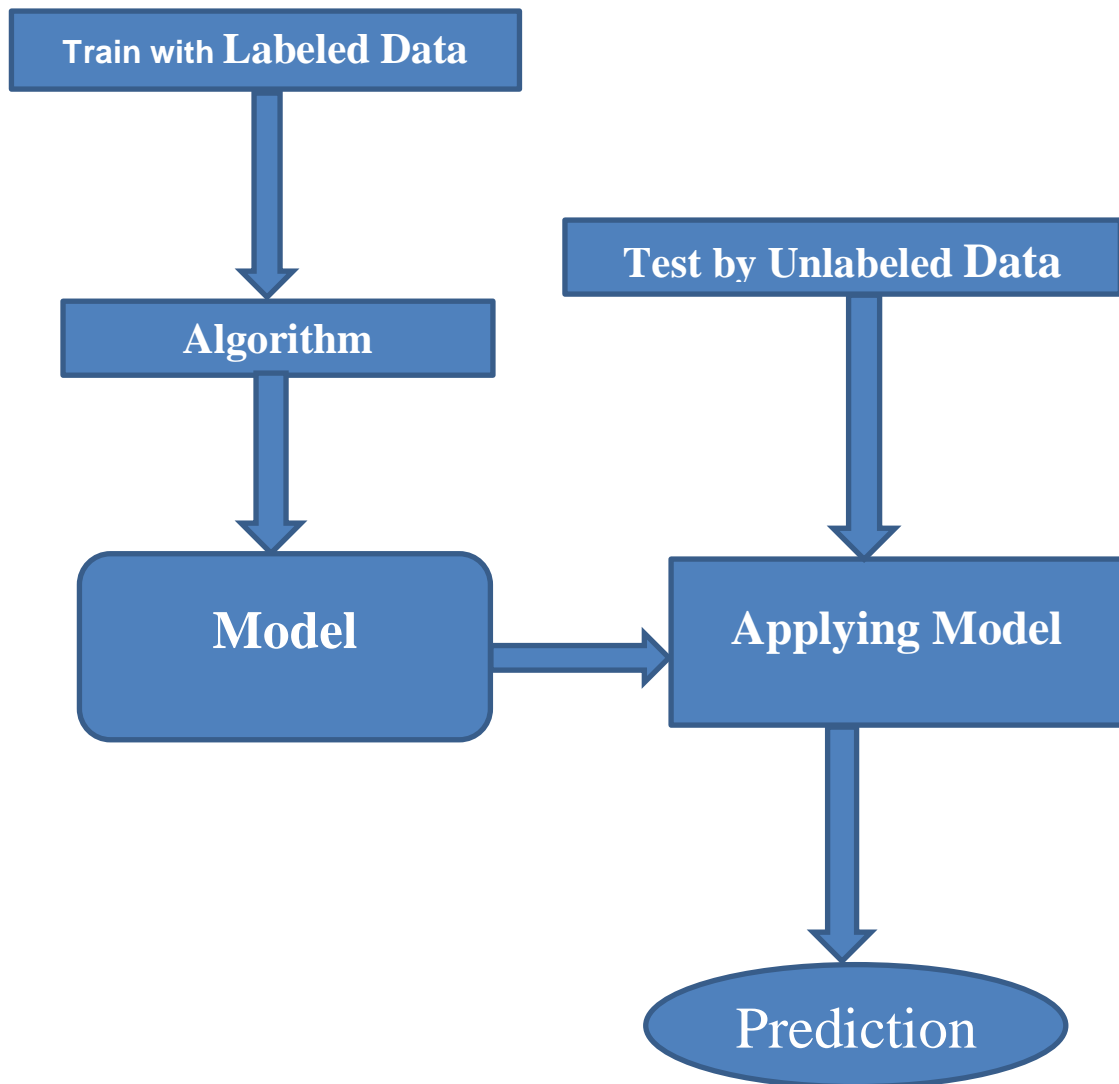 Train with Labeled Data
Test by Unlabeled Data
Algorithm
Model
Applying Model
Prediction